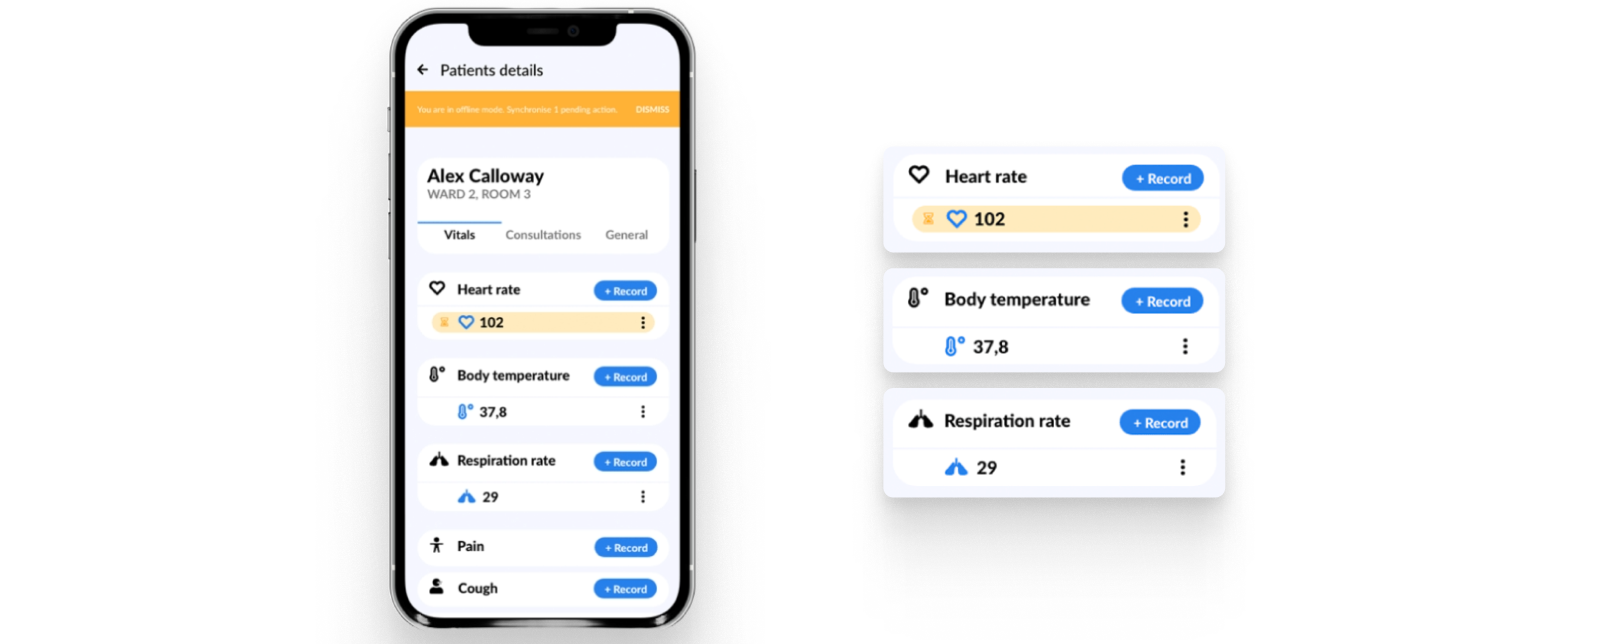 Patients details
You are in offline mode. Synchronise 1 pending action. DISMISS
Alex Calloway
WARD 2, ROOM 3
Vitals Consultations General
Heart rate + Record
102
Body temperature + Record
37,8
Respiration rate + Record
29
Pain + Record
Cough + Record
Heart rate + Record
102
Body temperature + Record
37,8
Respiration rate + Record
29